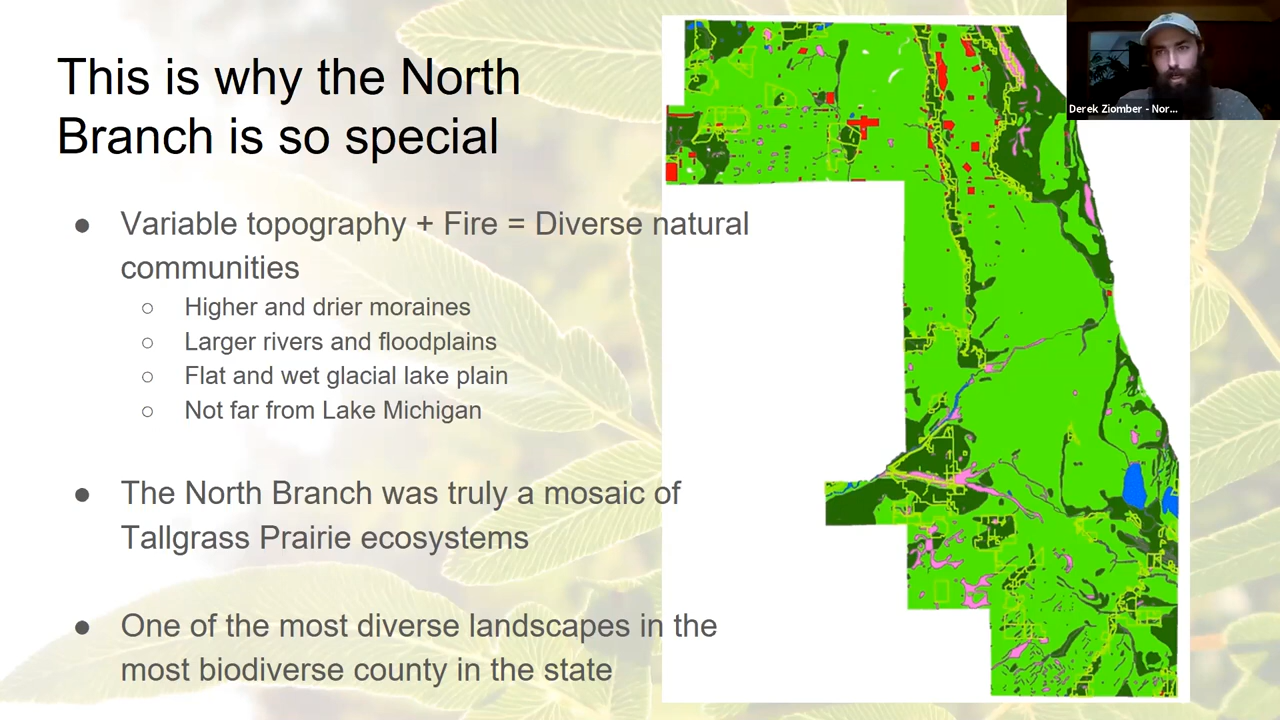 This is why the North
Branch is so special
● Variable topography + Fire = Diverse natural
communities
○ Higher and drier moraines
○ Larger rivers and floodplains
○ Flat and wet glacial lake plain
○ Not far from Lake Michigan
● The North Branch was truly a mosaic of
Tallgrass Prairie ecosystems
● One of the most diverse landscapes in the
most biodiverse county in the state
Derek Ziomber - Nor...